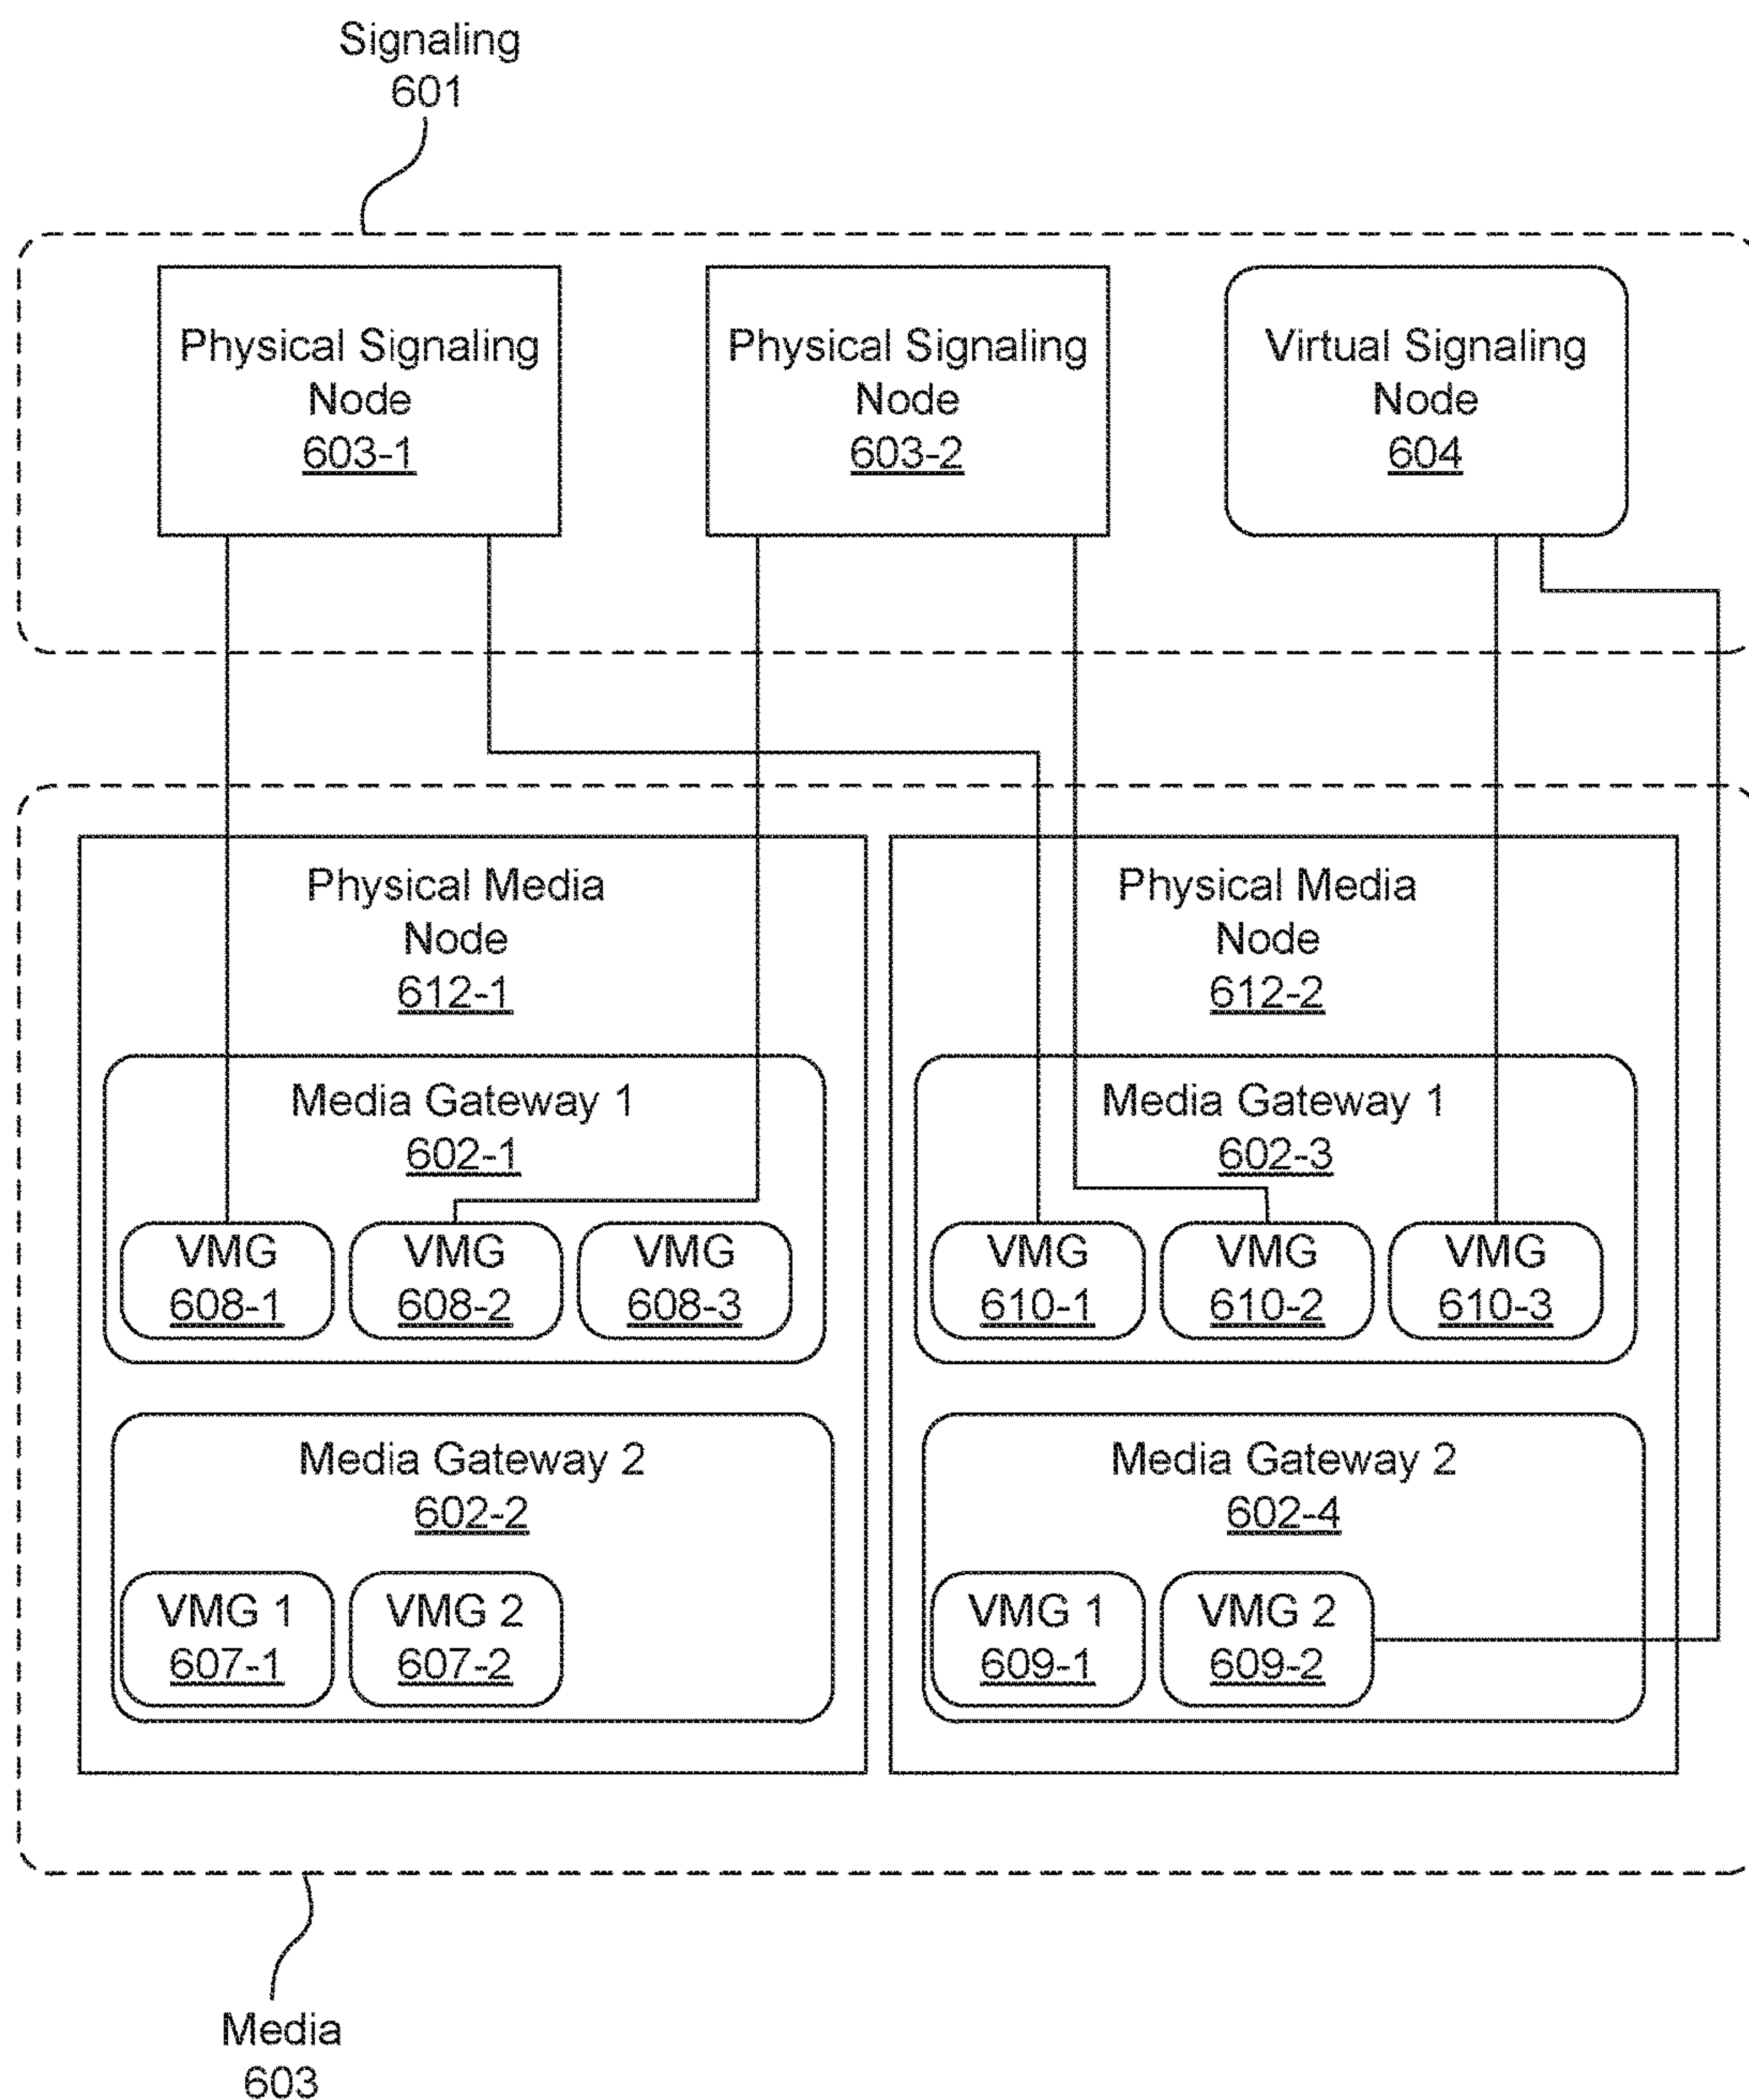 Signaling
601
Physical Signaling
Node
603-1
Physical Signaling
Node
603-2
Virtual Signaling
Node
604
Physical Media
Node
612-1
Media Gateway 1
602-1
VMG
608-1
VMG
608-2
VMG
608-3
Media Gateway 2
602-2
VMG 1
607-1
VMG 2
607-2
Physical Media
Node
612-2
Media Gateway 1
602-3
VMG
610-1
VMG
610-2
VMG
610-3
Media Gateway 2
602-4
VMG 1
609-1
VMG 2
609-2
Media
603